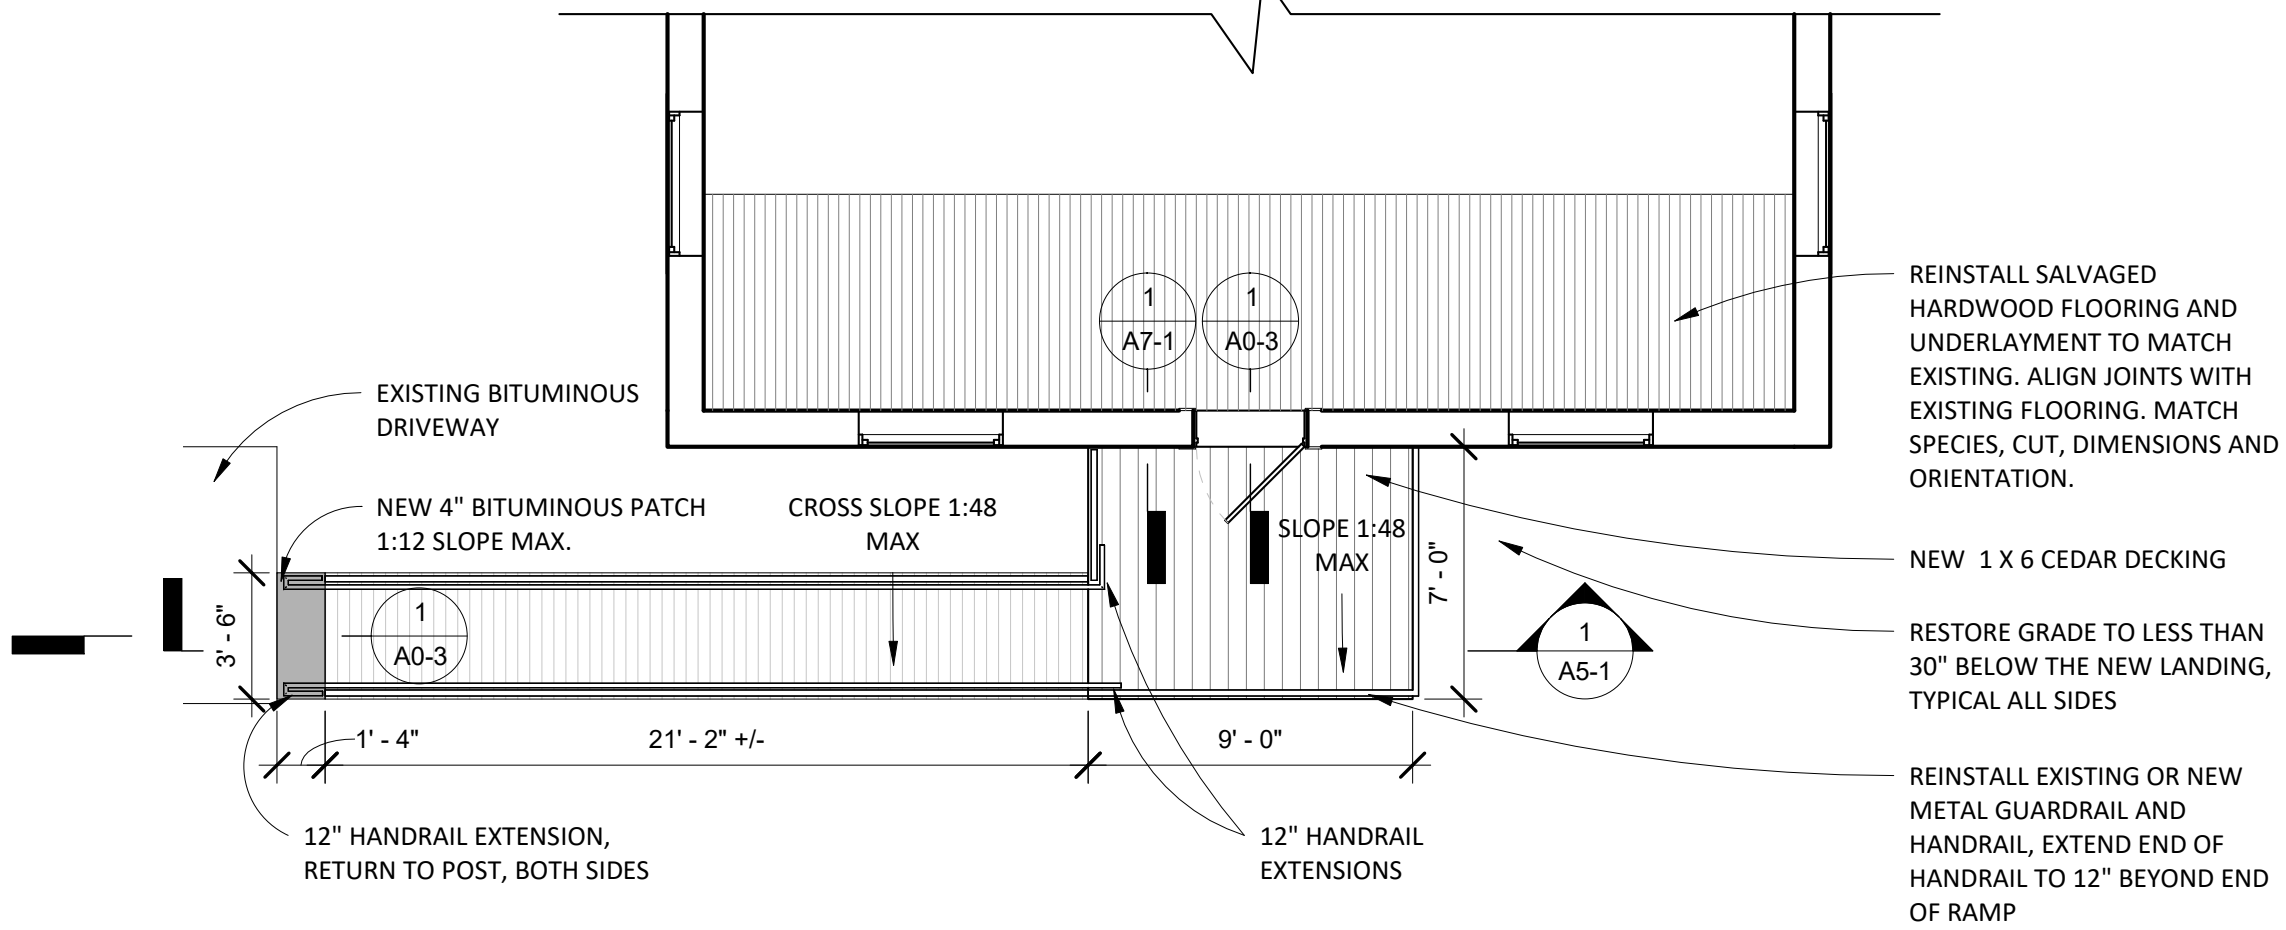 1
A7-1
1
A0-3
REINSTALL SALVAGED
HARDWOOD FLOORING AND
UNDERLAYMENT TO MATCH
EXISTING. ALIGN JOINTS WITH
EXISTING FLOORING. MATCH
SPECIES, CUT, DIMENSIONS AND
ORIENTATION.
EXISTING BITUMINOUS
DRIVEWAY
NEW 4" BITUMINOUS PATCH
1:12 SLOPE MAX.
CROSS SLOPE 1:48
MAX
SLOPE 1:48
MAX
7' - 0"
NEW 1 X 6 CEDAR DECKING
3' - 6"
1
A0-3
1
A5-1
RESTORE GRADE TO LESS THAN
30" BELOW THE NEW LANDING,
TYPICAL ALL SIDES
1' - 4"
21' - 2" +/-
9' - 0"
REINSTALL EXISTING OR NEW
METAL GUARDRAIL AND
HANDRAIL, EXTEND END OF
HANDRAIL TO 12" BEYOND END
OF RAMP
12" HANDRAIL EXTENSION,
RETURN TO POST, BOTH SIDES
12" HANDRAIL
EXTENSIONS